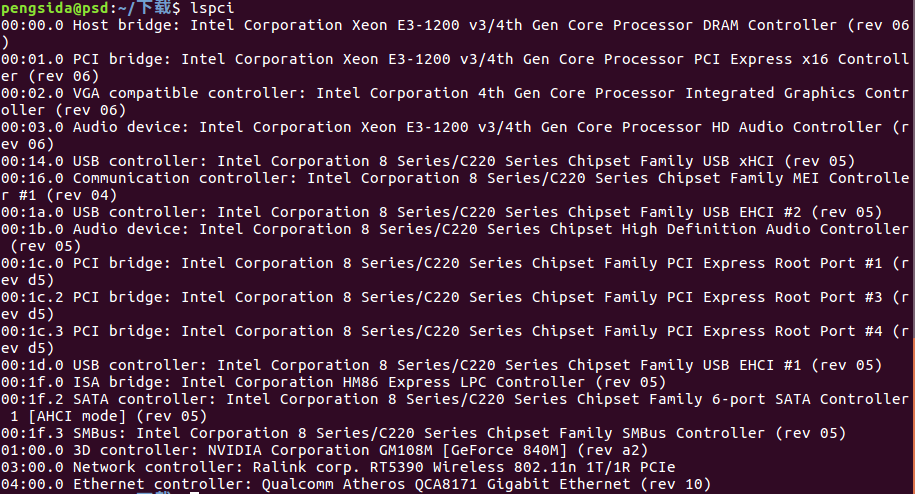 pengsida@psd:~/下载$ lspci
00:00.0 Host bridge: Intel Corporation Xeon E3-1200 v3/4th Gen Core Processor DRAM Controller (rev 06
)
00:01.0 PCI bridge: Intel Corporation Xeon E3-1200 v3/4th Gen Core Processor PCI Express x16 Controll
er (rev 06)
00:02.0 VGA compatible controller: Intel Corporation 4th Gen Core Processor Integrated Graphics Contr
oller (rev 06)
00:03.0 Audio device: Intel Corporation Xeon E3-1200 v3/4th Gen Core Processor HD Audio Controller (r
ev 06)
00:14.0 USB controller: Intel Corporation 8 Series/C220 Series Chipset Family USB xHCI (rev 05)
00:16.0 Communication controller: Intel Corporation 8 Series/C220 Series Chipset Family MEI Controlle
r #1 (rev 04)
00:1a.0 USB controller: Intel Corporation 8 Series/C220 Series Chipset Family USB EHCI #2 (rev 05)
00:1b.0 Audio device: Intel Corporation 8 Series/C220 Series Chipset High Definition Audio Controller
 (rev 05)
00:1c.0 PCI bridge: Intel Corporation 8 Series/C220 Series Chipset Family PCI Express Root Port #1 (r
ev d5)
00:1c.2 PCI bridge: Intel Corporation 8 Series/C220 Series Chipset Family PCI Express Root Port #3 (r
ev d5)
00:1c.3 PCI bridge: Intel Corporation 8 Series/C220 Series Chipset Family PCI Express Root Port #4 (r
ev d5)
00:1d.0 USB controller: Intel Corporation 8 Series/C220 Series Chipset Family USB EHCI #1 (rev 05)
00:1f.0 ISA bridge: Intel Corporation HM86 Express LPC Controller (rev 05)
00:1f.2 SATA controller: Intel Corporation 8 Series/C220 Series Chipset Family 6-port SATA Controller
 1 [AHCI mode] (rev 05)
00:1f.3 SMBus: Intel Corporation 8 Series/C220 Series Chipset Family SMBus Controller (rev 05)
01:00.0 3D controller: NVIDIA Corporation GM108M [GeForce 840M] (rev a2)
03:00.0 Network controller: Ralink corp. RT5390 Wireless 802.11n 1T/1R PCIe
04:00.0 Ethernet controller: Qualcomm Atheros QCA8171 Gigabit Ethernet (rev 10)